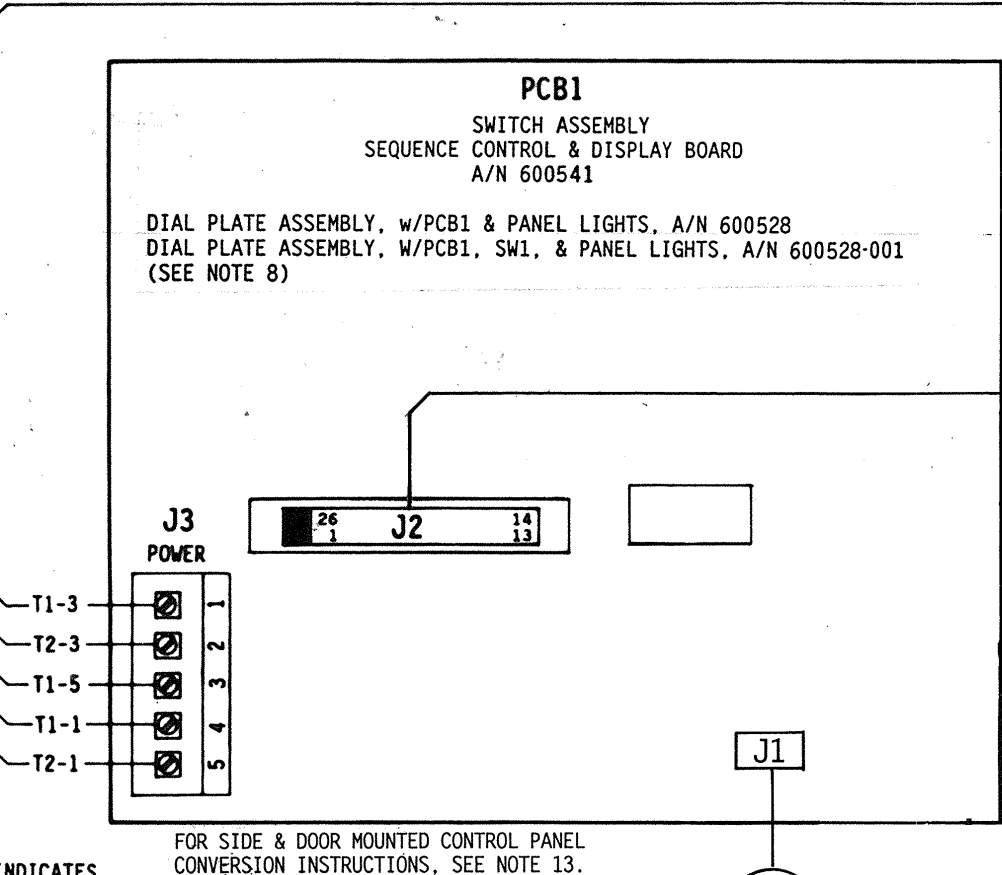 PCB1
SWITCH ASSEMBLY
SEQUENCE CONTROL & DISPLAY BOARD
A/N 600541
DIAL PLATE ASSEMBLY, w/PCB1 & PANEL LIGHTS, A/N 600528
DIAL PLATE ASSEMBLY, W/PCB1, SW1, & PANEL LIGHTS, A/N 600528-001
(SEE NOTE 8)
J3
POWER
26 J2 14
1 13
T1-3 1
T2-3 2
T1-5 3
T1-1 4
T2-1 5
J1
FOR SIDE & DOOR MOUNTED CONTROL PANEL
CONVERSION INSTRUCTIONS, SEE NOTE 13.
INDICATES